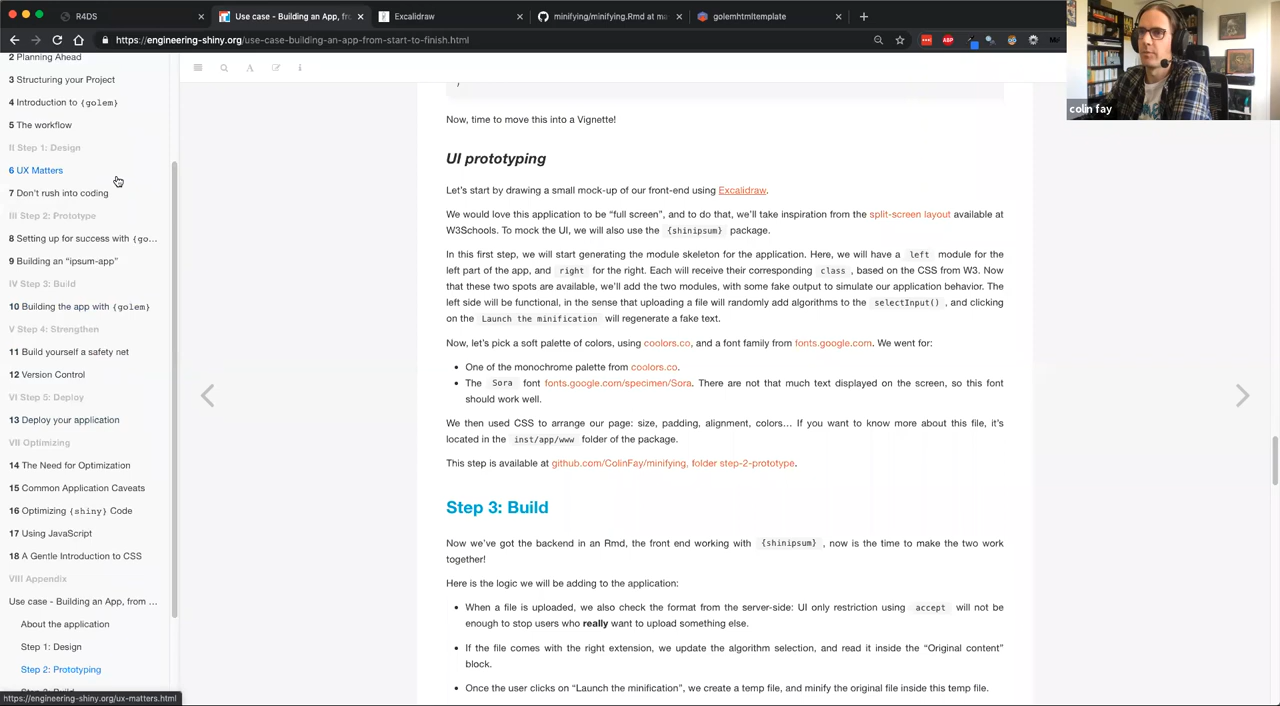 R4DS
Use case - Building an App, fro
Excalidraw
minifying/minifying.Rmd at ma
golemhtmltemplate
https://engineering-shiny.org/use-case-building-an-app-from-start-to-finish.html
colin fay
2 Planning Ahead
3 Structuring your Project
4 Introduction to {golem}
5 The workflow
II Step 1: Design
6 UX Matters
7 Don't rush into coding
III Step 2: Prototype
8 Setting up for success with {go...
9 Building an “ipsum-app”
IV Step 3: Build
10 Building the app with {golem}
V Step 4: Strengthen
11 Build yourself a safety net
12 Version Control
VI Step 5: Deploy
13 Deploy your application
VII Optimizing
14 The Need for Optimization
15 Common Application Caveats
16 Optimizing {shiny} Code
17 Using JavaScript
18 A Gentle Introduction to CSS
VIII Appendix
Use case - Building an App, from ...
About the application
Step 1: Design
Step 2: Prototyping
https://engineering-shiny.org/ux-matters.html
Now, time to move this into a Vignette!
UI prototyping
Let's start by drawing a small mock-up of our front-end using Excalidraw.
We would love this application to be “full screen”, and to do that, we'll take inspiration from the split-screen layout available at
W3Schools. To mock the UI, we will also use the {shinipsum} package.
In this first step, we will start generating the module skeleton for the application. Here, we will have a left module for the
left part of the app, and right for the right. Each will receive their corresponding class , based on the CSS from W3. Now
that these two spots are available, we'll add the two modules, with some fake output to simulate our application behavior. The
left side will be functional, in the sense that uploading a file will randomly add algorithms to the selectInput() , and clicking
on the Launch the minification will regenerate a fake text.
Now, let's pick a soft palette of colors, using coolors.co, and a font family from fonts.google.com. We went for:
• One of the monochrome palette from coolors.co.
• The Sora font fonts.google.com/specimen/Sora. There are not that much text displayed on the screen, so this font
should work well.
We then used CSS to arrange our page: size, padding, alignment, colors... If you want to know more about this file, it's
located in the inst/app/www folder of the package.
This step is available at github.com/ColinFay/minifying, folder step-2-prototype.
Step 3: Build
Now we've got the backend in an Rmd, the front end working with {shinipsum} , now is the time to make the two work
together!
Here is the logic we will be adding to the application:
• When a file is uploaded, we also check the format from the server-side: UI only restriction using accept will not be
enough to stop users who really want to upload something else.
• If the file comes with the right extension, we update the algorithm selection, and read it inside the “Original content”
block.
• Once the user clicks on “Launch the minification”, we create a temp file, and minify the original file inside this temp file.